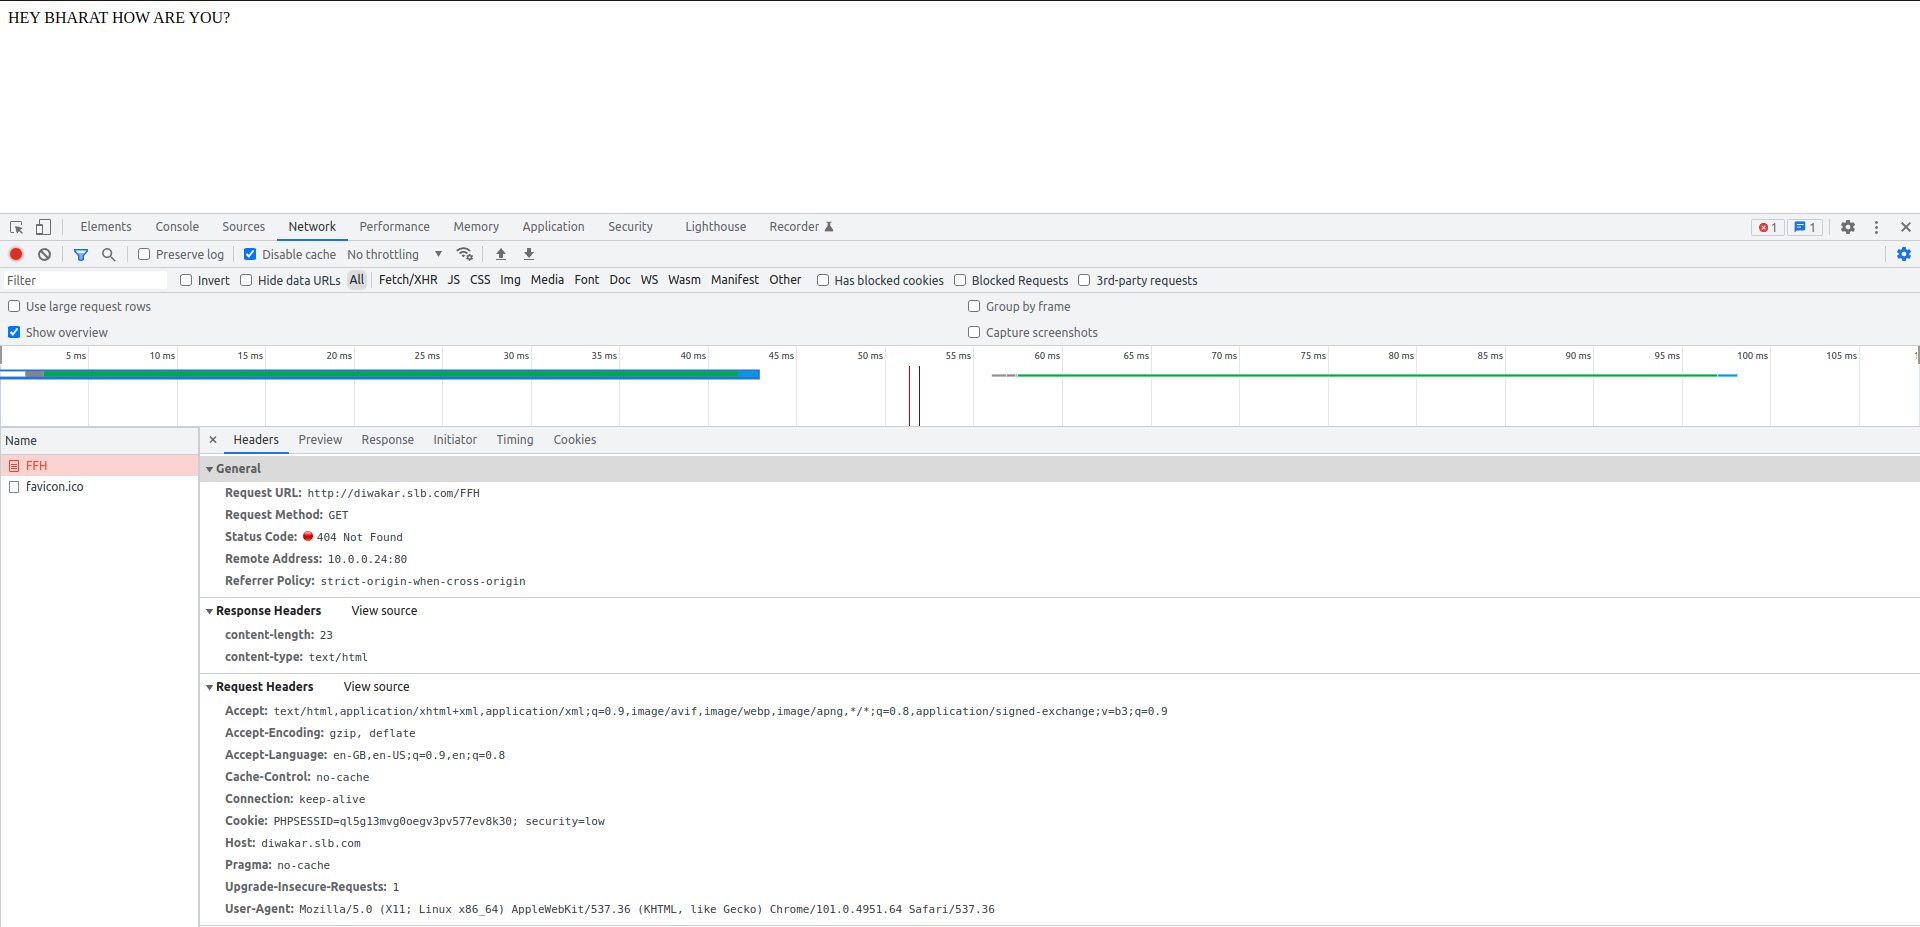 HEY BHARAT HOW ARE YOU?
Elements Console Sources Network Performance Memory Application Security Lighthouse Recorder 1 1
Preserve log Disable cache No throttling
Filter Invert Hide data URLs All Fetch/XHR JS CSS Img Media Font Doc WS Wasm Manifest Other Has blocked cookies Blocked Requests 3rd-party requests
Use large request rows Group by frame
Show overview Capture screenshots
5 ms 10 ms 15 ms 20 ms 25 ms 30 ms 35 ms 40 ms 45 ms 50 ms 55 ms 60 ms 65 ms 70 ms 75 ms 80 ms 85 ms 90 ms 95 ms 100 ms 105 ms
Name × Headers Preview Response Initiator Timing Cookies
FFH
favicon.ico
General
Request URL: http://diwakar.slb.com/FFH
Request Method: GET
Status Code: 404 Not Found
Remote Address: 10.0.0.24:80
Referrer Policy: strict-origin-when-cross-origin
Response Headers View source
content-length: 23
content-type: text/html
Request Headers View source
Accept: text/html,application/xhtml+xml,application/xml;q=0.9,image/avif,image/webp,image/apng,*/*;q=0.8,application/signed-exchange;v=b3;q=0.9
Accept-Encoding: gzip, deflate
Accept-Language: en-GB,en-US;q=0.9,en;q=0.8
Cache-Control: no-cache
Connection: keep-alive
Cookie: PHPSESSID=ql5g13mvg0oegv3pv577ev8k30; security=low
Host: diwakar.slb.com
Pragma: no-cache
Upgrade-Insecure-Requests: 1
User-Agent: Mozilla/5.0 (X11; Linux x86_64) AppleWebKit/537.36 (KHTML, like Gecko) Chrome/101.0.4951.64 Safari/537.36